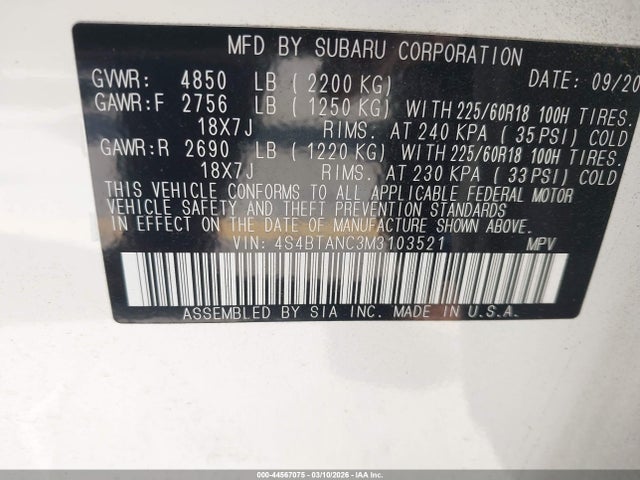 MFD BY SUBARU CORPORATION
GVWR: 4850 LB ( 2200 KG) DATE: 09/20
GAWR:F 2756 LB ( 1250 KG) WITH 225/60R18 100H TIRES.
18X7J RIMS. AT 240 KPA ( 35 PSI) COLD
GAWR:R 2690 LB ( 1220 KG) WITH 225/60R18 100H TIRES.
18X7J RIMS. AT 230 KPA ( 33 PSI) COLD
THIS VEHICLE CONFORMS TO ALL APPLICABLE FEDERAL MOTOR
VEHICLE SAFETY AND THEFT PREVENTION STANDARDS
IN EFFECT ON THE DATE OF MANUFACTURE SHOWN ABOVE.
VIN: 4S4BTANC3M3103521 MPV
ASSEMBLED BY SIA INC. MADE IN U.S.A.
000-44567075 - 03/10/2026 - IAAI.COM